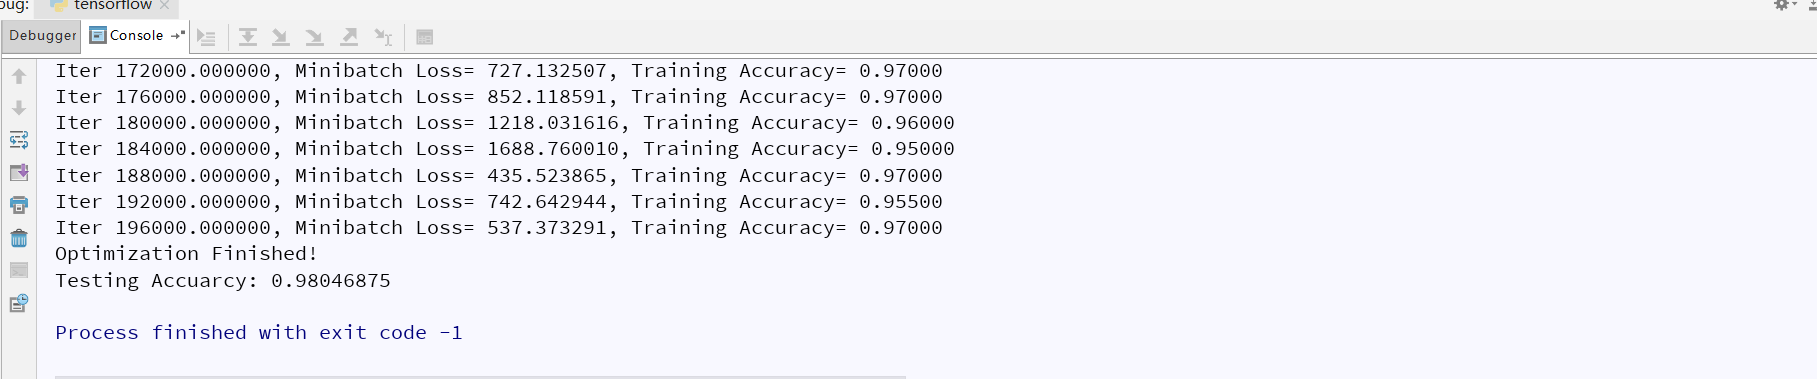 bug: tensorflow
Debugger Console
Iter 172000.000000, Minibatch Loss= 727.132507, Training Accuracy= 0.97000
Iter 176000.000000, Minibatch Loss= 852.118591, Training Accuracy= 0.97000
Iter 180000.000000, Minibatch Loss= 1218.031616, Training Accuracy= 0.96000
Iter 184000.000000, Minibatch Loss= 1688.760010, Training Accuracy= 0.95000
Iter 188000.000000, Minibatch Loss= 435.523865, Training Accuracy= 0.97000
Iter 192000.000000, Minibatch Loss= 742.642944, Training Accuracy= 0.95500
Iter 196000.000000, Minibatch Loss= 537.373291, Training Accuracy= 0.97000
Optimization Finished!
Testing Accuarcy: 0.98046875
Process finished with exit code -1